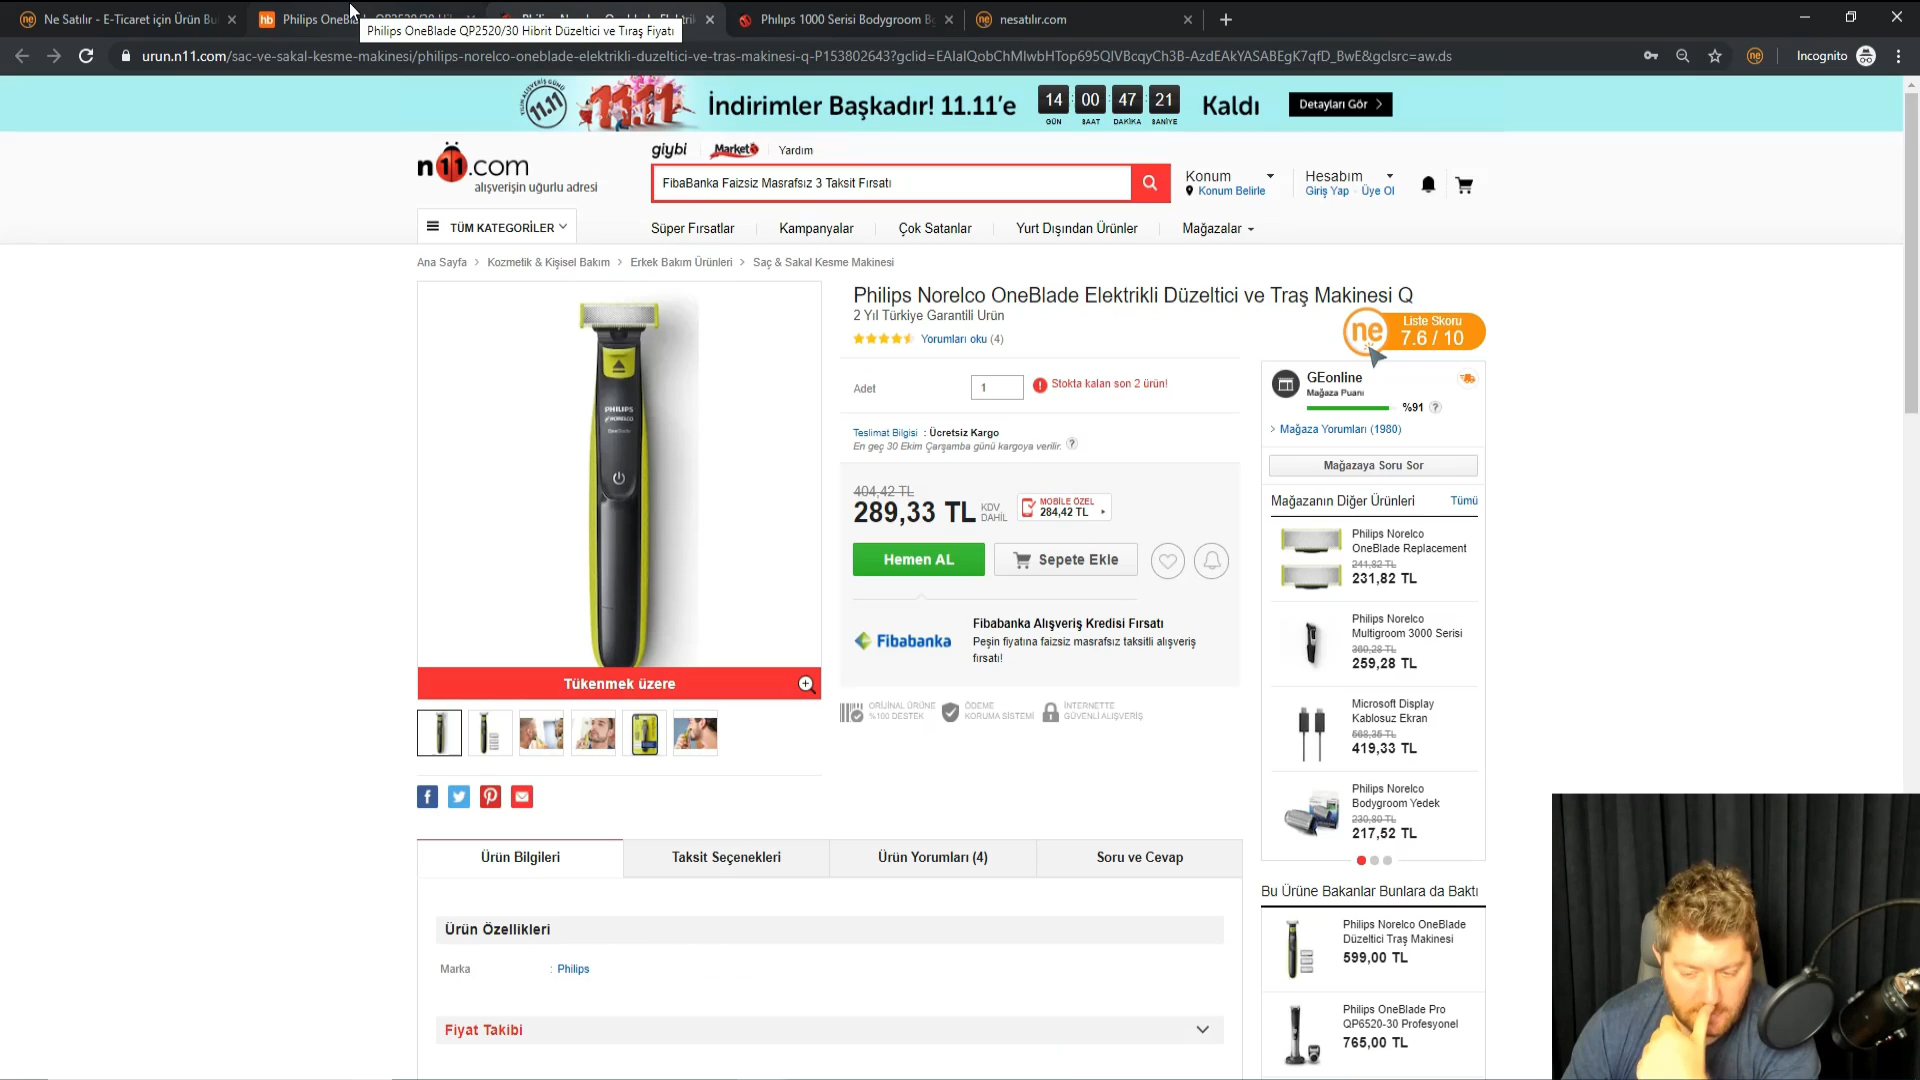 Ne Satılır - E-Ticaret için Ürün Bu
Philips OneBl
Philips 1000 Serisi Bodygroom Bg
nesatılır.com
Philips OneBlade QP2520/30 Hibrit Düzeltici ve Tıraş Fiyatı
urun.n11.com/sac-ve-sakal-kesme-makinesi/philips-norelco-oneblade-elektrikli-duzeltici-ve-tras-makinesi-q-P153802643?gclid=EAIaIQobChMIwbHTop695QIVBcqyCh3B-AzdEAkYASABEgK7qfD_BwE&gclsrc=aw.ds
Incognito
11.11
11.11
İndirimler Başkadır! 11.11'e
14 00 47 21
GÜN SAAT DAKİKA SANİYE
Kaldı
Detayları Gör
n11.com
alışverişin uğurlu adresi
giybi
Market
Yardım
FibaBanka Faizsiz Masrafsız 3 Taksit Fırsatı
Konum
Konum Belirle
Hesabım
Giriş Yap · Üye Ol
TÜM KATEGORİLER
Süper Fırsatlar
Kampanyalar
Çok Satanlar
Yurt Dışından Ürünler
Mağazalar
Ana Sayfa > Kozmetik & Kişisel Bakım > Erkek Bakım Ürünleri > Saç & Sakal Kesme Makinesi
PHILIPS
NORELCO
OneBlade
Tükenmek üzere
Philips Norelco OneBlade Elektrikli Düzeltici ve Traş Makinesi Q
2 Yıl Türkiye Garantili Ürün
Yorumları oku (4)
ne
Liste Skoru
7.6 / 10
Adet
1
Stokta kalan son 2 ürün!
Teslimat Bilgisi : Ücretsiz Kargo
En geç 30 Ekim Çarşamba günü kargoya verilir.
404,42 TL
289,33 TL
KDV
DAHİL
MOBİLE ÖZEL
284,42 TL
Hemen AL
Sepete Ekle
Fibabanka
Fibabanka Alışveriş Kredisi Fırsatı
Peşin fiyatına faizsiz masrafsız taksitli alışveriş
fırsatı!
ORİJİNAL ÜRÜNE
%100 DESTEK
ÖDEME
KORUMA SİSTEMİ
İNTERNETTE
GÜVENLİ ALIŞVERİŞ
GEonline
Mağaza Puanı
%91
Mağaza Yorumları (1980)
Mağazaya Soru Sor
Mağazanın Diğer Ürünleri
Tümü
Philips Norelco
OneBlade Replacement
241,82 TL
231,82 TL
Philips Norelco
Multigroom 3000 Serisi
360,28 TL
259,28 TL
Microsoft Display
Kablosuz Ekran
568,35 TL
419,33 TL
Philips Norelco
Bodygroom Yedek
230,80 TL
217,52 TL
Bu Ürüne Bakanlar Bunlara da Baktı
Philips Norelco OneBlade
Düzeltici Traş Makinesi
599,00 TL
Philips OneBlade Pro
QP6520-30 Profesyonel
765,00 TL
Ürün Bilgileri
Taksit Seçenekleri
Ürün Yorumları (4)
Soru ve Cevap
Ürün Özellikleri
Marka : Philips
Fiyat Takibi